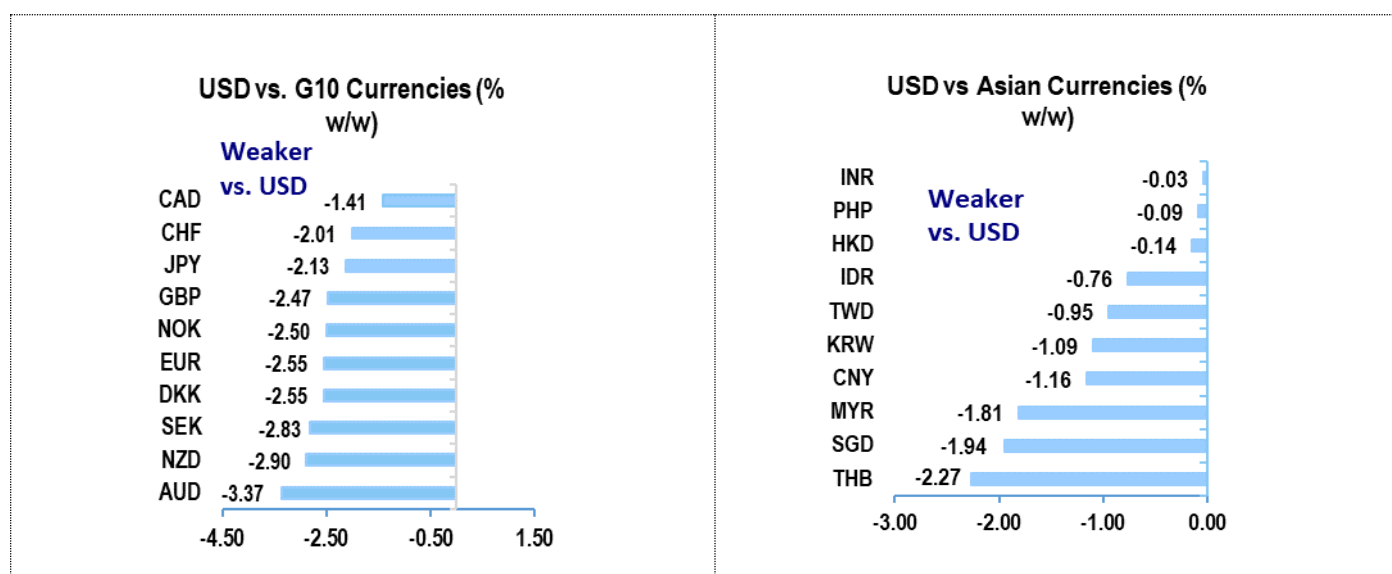 USD vs. G10 Currencies (%
w/w)
Weaker
vs. USD
CAD -1.41
CHF -2.01
JPY -2.13
GBP -2.47
NOK -2.50
EUR -2.55
DKK -2.55
SEK -2.83
NZD -2.90
AUD -3.37
-4.50 -2.50 -0.50 1.50
USD vs Asian Currencies (%
w/w)
Weaker
vs. USD
INR -0.03
PHP -0.09
HKD -0.14
IDR -0.76
TWD -0.95
KRW -1.09
CNY -1.16
MYR -1.81
SGD -1.94
THB -2.27
-3.00 -2.00 -1.00 0.00